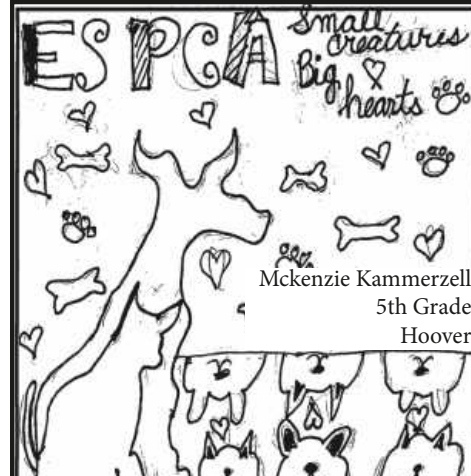 ESPCA
Small
creatures
Big
hearts
Mckenzie Kammerzell
5th Grade
Hoover